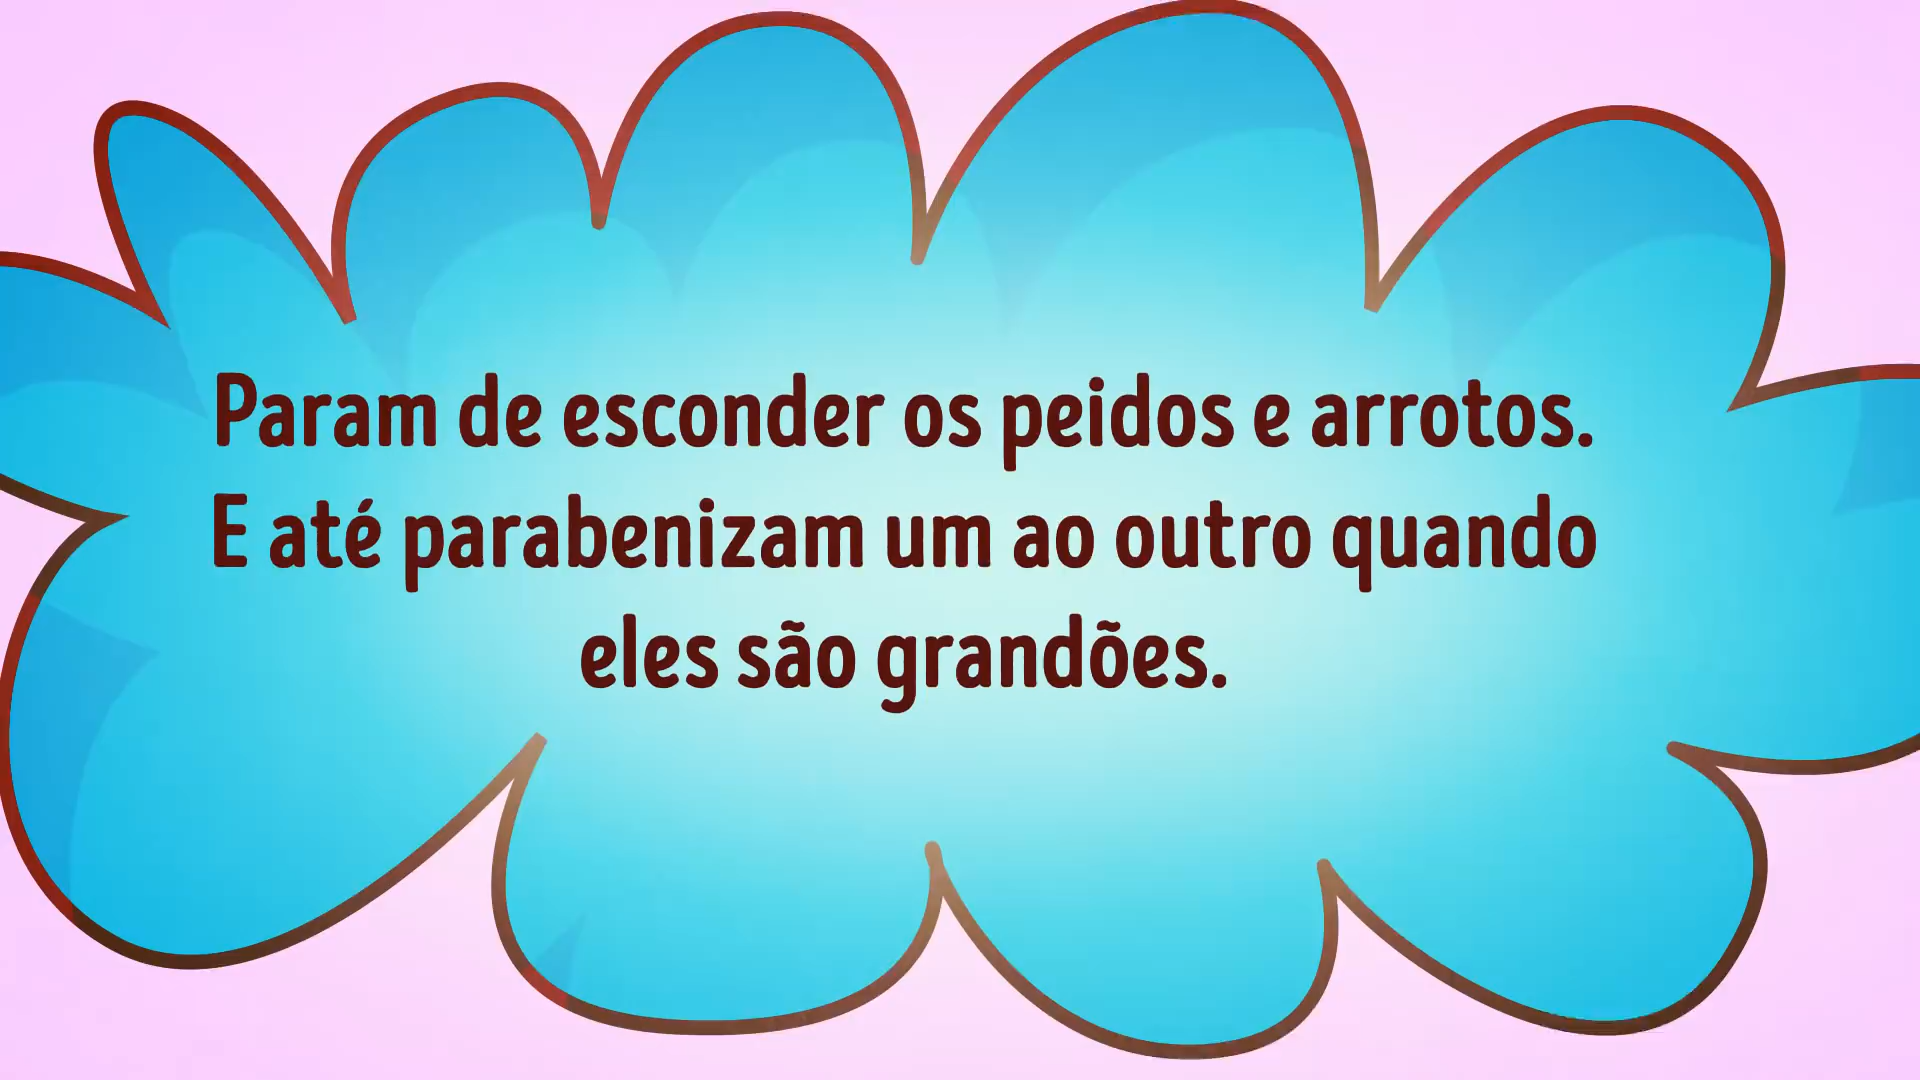 Param de esconder os peidos e arrotos.
E até parabenizam um ao outro quando
eles são grandões.